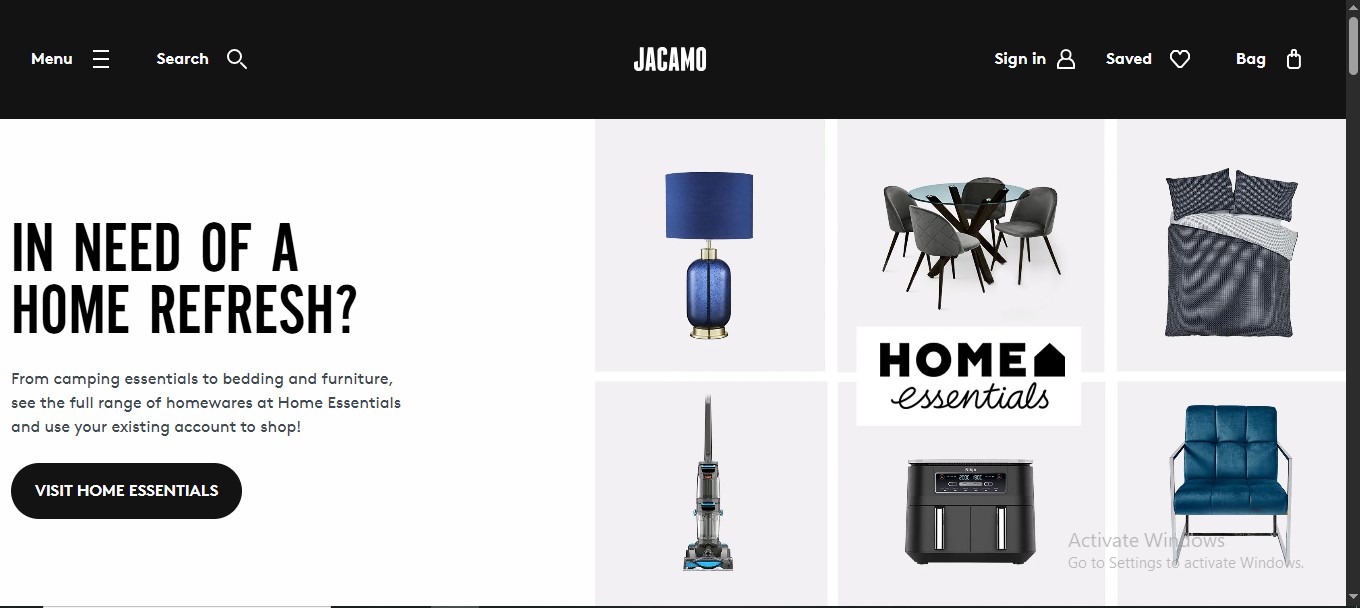 Menu
Search
JACAMO
Sign in
Saved
Bag
IN NEED OF A
HOME REFRESH?
From camping essentials to bedding and furniture,
see the full range of homewares at Home Essentials
and use your existing account to shop!
VISIT HOME ESSENTIALS
HOME
essentials
NINJA
Activate Windows
Go to Settings to activate Windows.